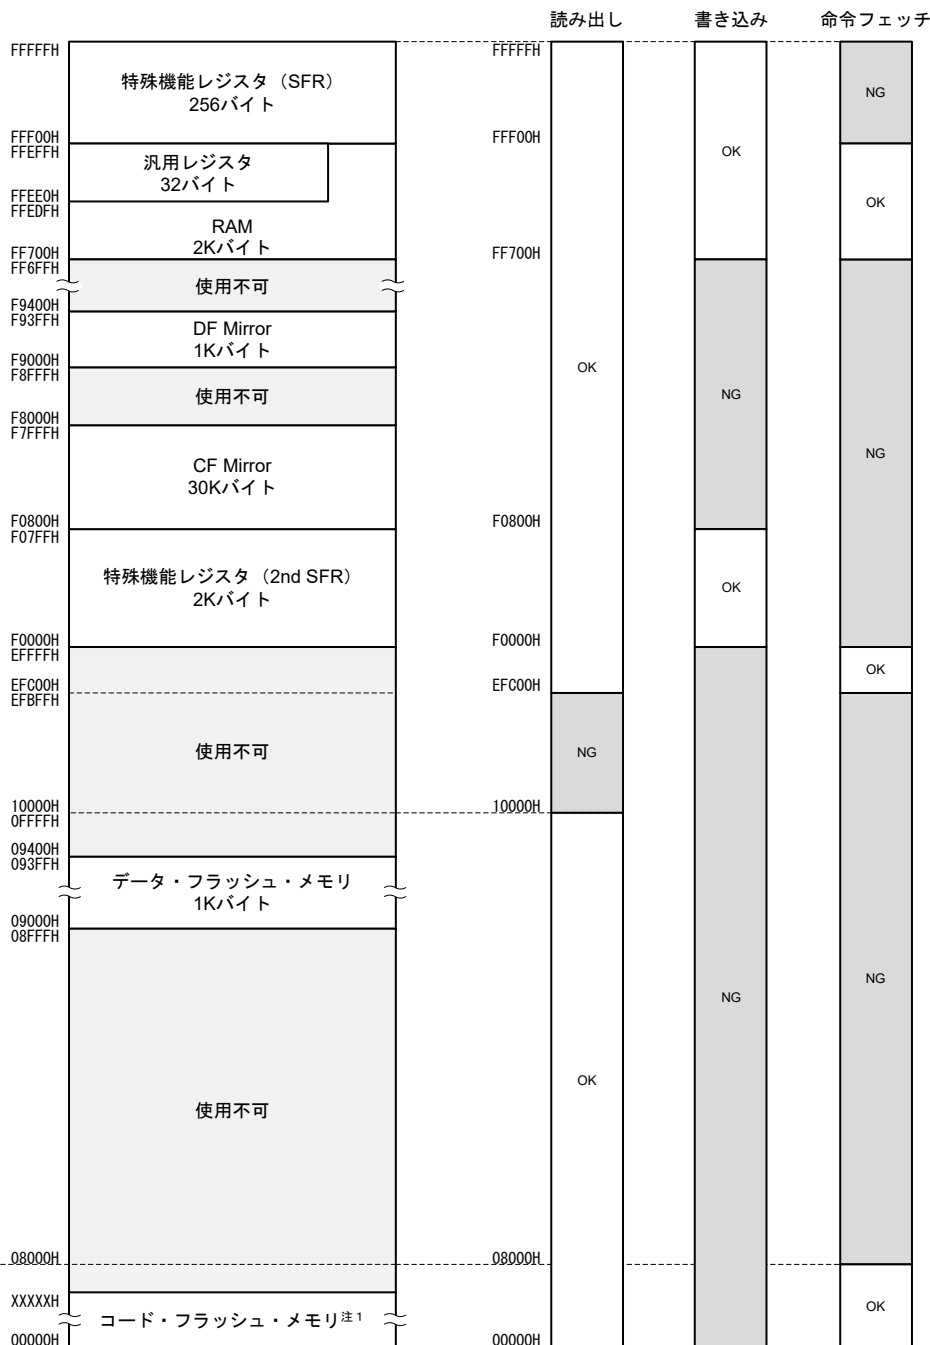 読み出し 書き込み 命令フェッチ
FFFFFH FFFFFH
特殊機能レジスタ（SFR）
256バイト
NG
FFF00H FFF00H
FFEFFH
OK
汎用レジスタ
32バイト
FFEE0H
FFEDFH
OK
RAM
2Kバイト
FF700H FF700H
FF6FFH
使用不可
F9400H
F93FFH
DF Mirror
1Kバイト
F9000H
F8FFFH
OK
使用不可
NG
F8000H
F7FFFH
NG
CF Mirror
30Kバイト
F0800H F0800H
F07FFH
特殊機能レジスタ（2nd SFR）
2Kバイト
OK
F0000H F0000H
EFFFFH
OK
EFC00H EFC00H
EFBFFH
使用不可
NG
10000H 10000H
0FFFFH
09400H
093FFH
データ・フラッシュ・メモリ
1Kバイト
09000H
08FFFH
NG
NG
OK
使用不可
08000H 08000H
XXXXXH
コード・フラッシュ・メモリ注1
OK
00000H 00000H